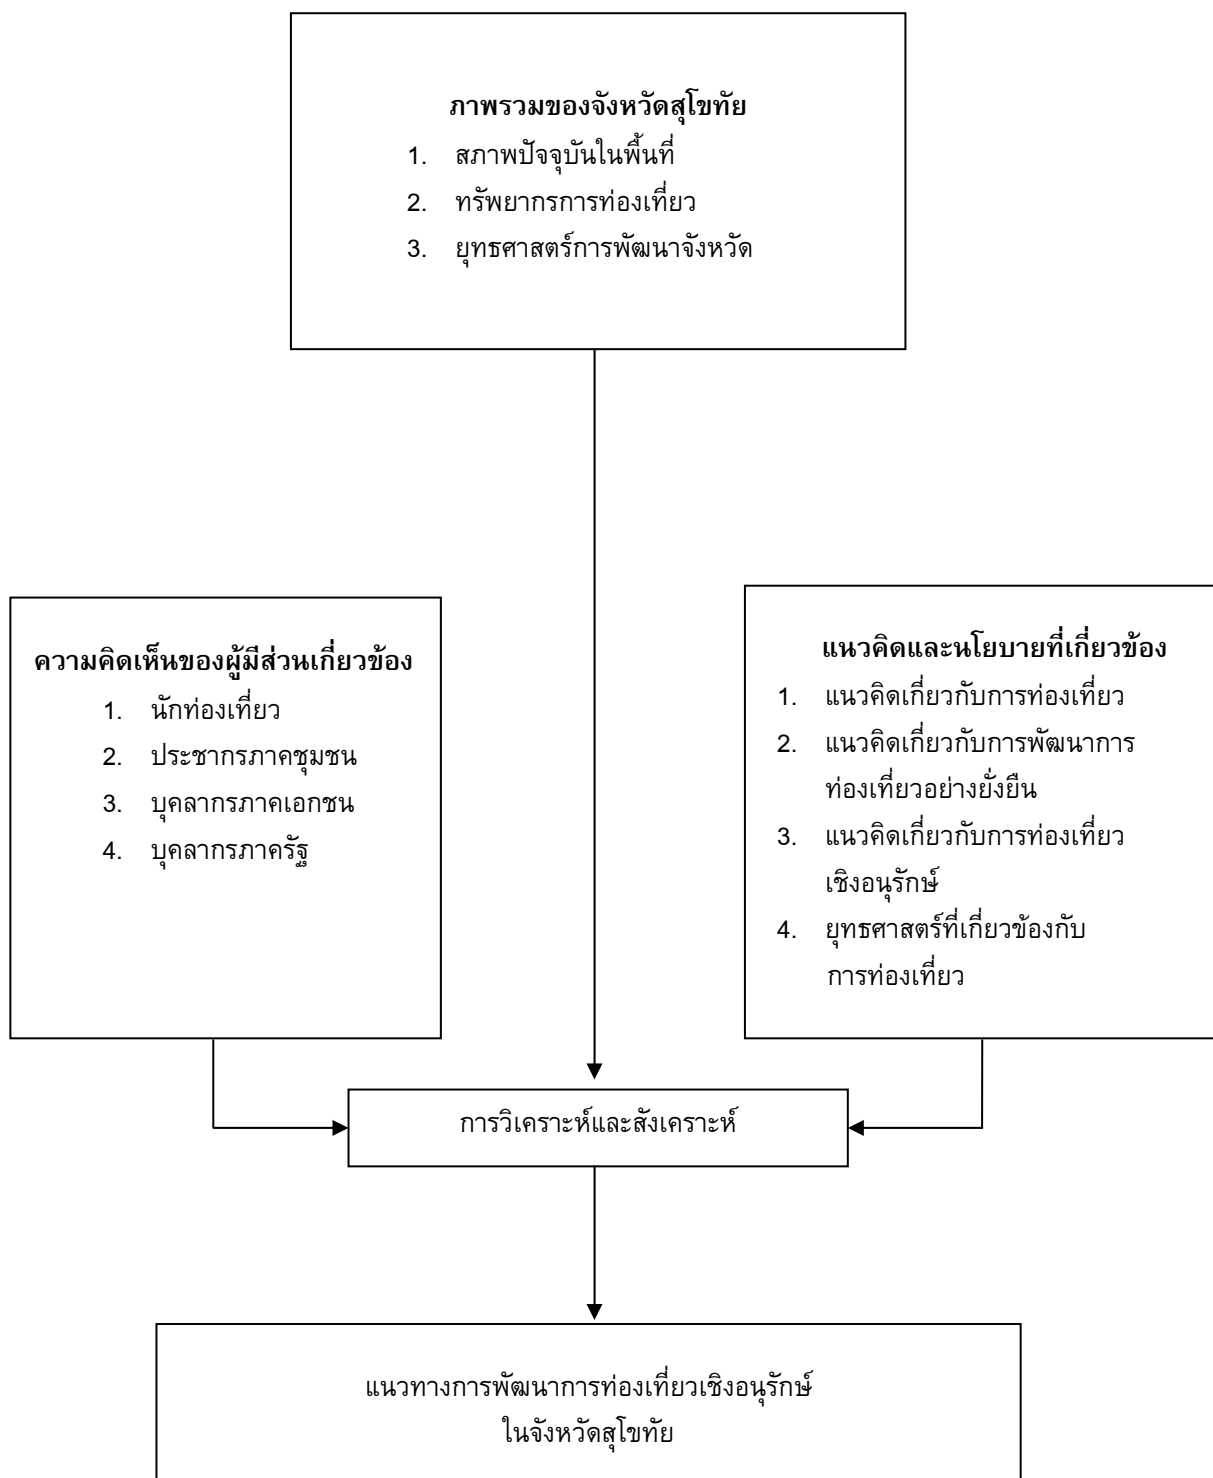 ภาพรวมของจังหวัดสุโขทัย
1. สภาพปัจจุบันในพื้นที่
2. ทรัพยากรการท่องเที่ยว
3. ยุทธศาสตร์การพัฒนาจังหวัด
ความคิดเห็นของผู้มีส่วนเกี่ยวข้อง
1. นักท่องเที่ยว
2. ประชากรภาคชุมชน
3. บุคลากรภาคเอกชน
4. บุคลากรภาครัฐ
แนวคิดและนโยบายที่เกี่ยวข้อง
1. แนวคิดเกี่ยวกับการท่องเที่ยว
2. แนวคิดเกี่ยวกับการพัฒนาการ
ท่องเที่ยวอย่างยั่งยืน
3. แนวคิดเกี่ยวกับการท่องเที่ยว
เชิงอนุรักษ์
4. ยุทธศาสตร์ที่เกี่ยวข้องกับ
การท่องเที่ยว
การวิเคราะห์และสังเคราะห์
แนวทางการพัฒนาการท่องเที่ยวเชิงอนุรักษ์
ในจังหวัดสุโขทัย